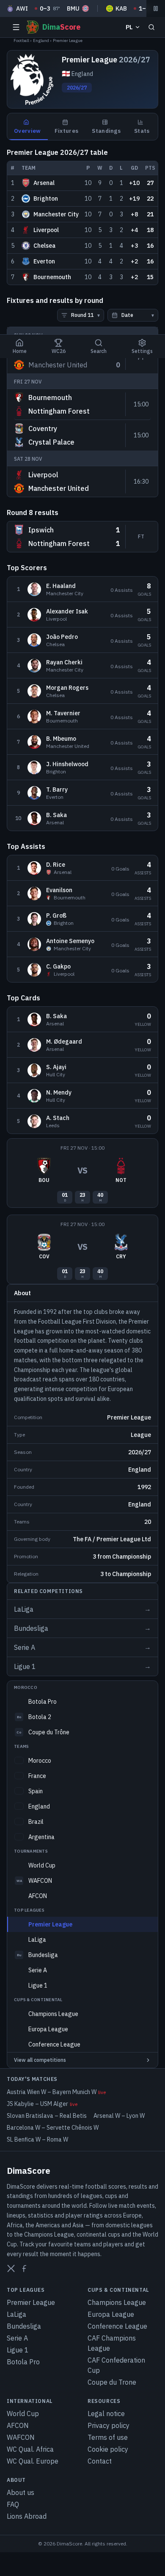 AWI 0–3 87' BMU KAB 1–
DimaScore PL
Football › England › Premier League
Premier League 2026/27
England
2026/27
Overview Fixtures Standings Stats
Premier League 2026/27 table
# TEAM P W D L GD PTS
1 Arsenal 10 9 0 1 +10 27
2 Brighton 10 7 1 2 +19 22
3 Manchester City 10 7 0 3 +8 21
4 Liverpool 10 5 3 2 +4 18
5 Chelsea 10 5 1 4 +3 16
6 Everton 10 4 4 2 +2 16
7 Bournemouth 10 4 3 3 +2 15
Fixtures and results by round
Round 11 Date
Home WC26 Search Settings
Manchester United 0
FRI 27 NOV
Bournemouth
Nottingham Forest
15:00
Coventry
Crystal Palace
15:00
SAT 28 NOV
Liverpool
Manchester United
16:30
Round 8 results
Ipswich 1
Nottingham Forest 1
FT
Top Scorers
1 E. Haaland Manchester City 0 Assists 8 GOALS
2 Alexander Isak Liverpool 0 Assists 5 GOALS
3 João Pedro Chelsea 0 Assists 5 GOALS
4 Rayan Cherki Manchester City 0 Assists 4 GOALS
5 Morgan Rogers Chelsea 0 Assists 4 GOALS
6 M. Tavernier Bournemouth 0 Assists 4 GOALS
7 B. Mbeumo Manchester United 0 Assists 4 GOALS
8 J. Hinshelwood Brighton 0 Assists 3 GOALS
9 T. Barry Everton 0 Assists 3 GOALS
10 B. Saka Arsenal 0 Assists 3 GOALS
Top Assists
1 D. Rice Arsenal 0 Goals 4 ASSISTS
2 Evanilson Bournemouth 0 Goals 4 ASSISTS
3 P. Groß Brighton 0 Goals 4 ASSISTS
4 Antoine Semenyo Manchester City 0 Goals 3 ASSISTS
5 C. Gakpo Liverpool 0 Goals 3 ASSISTS
Top Cards
1 B. Saka Arsenal 0 YELLOW
2 M. Ødegaard Arsenal 0 YELLOW
3 S. Ajayi Hull City 0 YELLOW
4 N. Mendy Hull City 0 YELLOW
5 A. Stach Leeds 0 YELLOW
FRI 27 NOV · 15:00
BOU VS NOT
01 23 40
FRI 27 NOV · 15:00
COV VS CRY
01 23 40
About
Founded in 1992 after the top clubs broke away
from the Football League First Division, the Premier
League has grown into the most-watched domestic
football competition on earth. Twenty clubs contest
a full home-and-away season of 380 matches, with
the bottom three relegated to the Championship
each year. The league's global broadcast reach
spans over 180 countries, generating intense
competition for European qualification spots and
survival alike.
Competition Premier League
Type League
Season 2026/27
Country England
Founded 1992
Country England
Teams 20
Governing body The FA / Premier League Ltd
Promotion 3 from Championship
Relegation 3 to Championship
RELATED COMPETITIONS
LaLiga →
Bundesliga →
Serie A →
Ligue 1 →
MOROCCO
Botola Pro
Botola 2
Coupe du Trône
TEAMS
Morocco
France
Spain
England
Brazil
Argentina
TOURNAMENTS
World Cup
WAFCON
AFCON
TOP LEAGUES
Premier League
LaLiga
Bundesliga
Serie A
Ligue 1
CUPS & CONTINENTAL
Champions League
Europa League
Conference League
View all competitions ›
TODAY'S MATCHES
Austria Wien W – Bayern Munich W live
JS Kabylie – USM Alger live
Slovan Bratislava – Real Betis Arsenal W – Lyon W
Barcelona W – Servette Chênois W
SL Benfica W – Roma W
DimaScore
DimaScore delivers real-time football scores, results and
stats from hundreds of leagues, cups and
tournaments around the world. Follow live match events,
lineups, statistics and player ratings across Europe,
Africa, the Americas and Asia — from domestic leagues
to the Champions League, continental cups and the World
Cup. Track your favourite teams and players and get
every result the moment it happens.
TOP LEAGUES
Premier League
LaLiga
Bundesliga
Serie A
Ligue 1
Botola Pro
CUPS & CONTINENTAL
Champions League
Europa League
Conference League
CAF Champions
League
CAF Confederation
Cup
Coupe du Trône
INTERNATIONAL
World Cup
AFCON
WAFCON
WC Qual. Africa
WC Qual. Europe
RESOURCES
Legal notice
Privacy policy
Terms of use
Cookie policy
Contact
ABOUT
About us
FAQ
Lions Abroad
© 2026 DimaScore. All rights reserved.